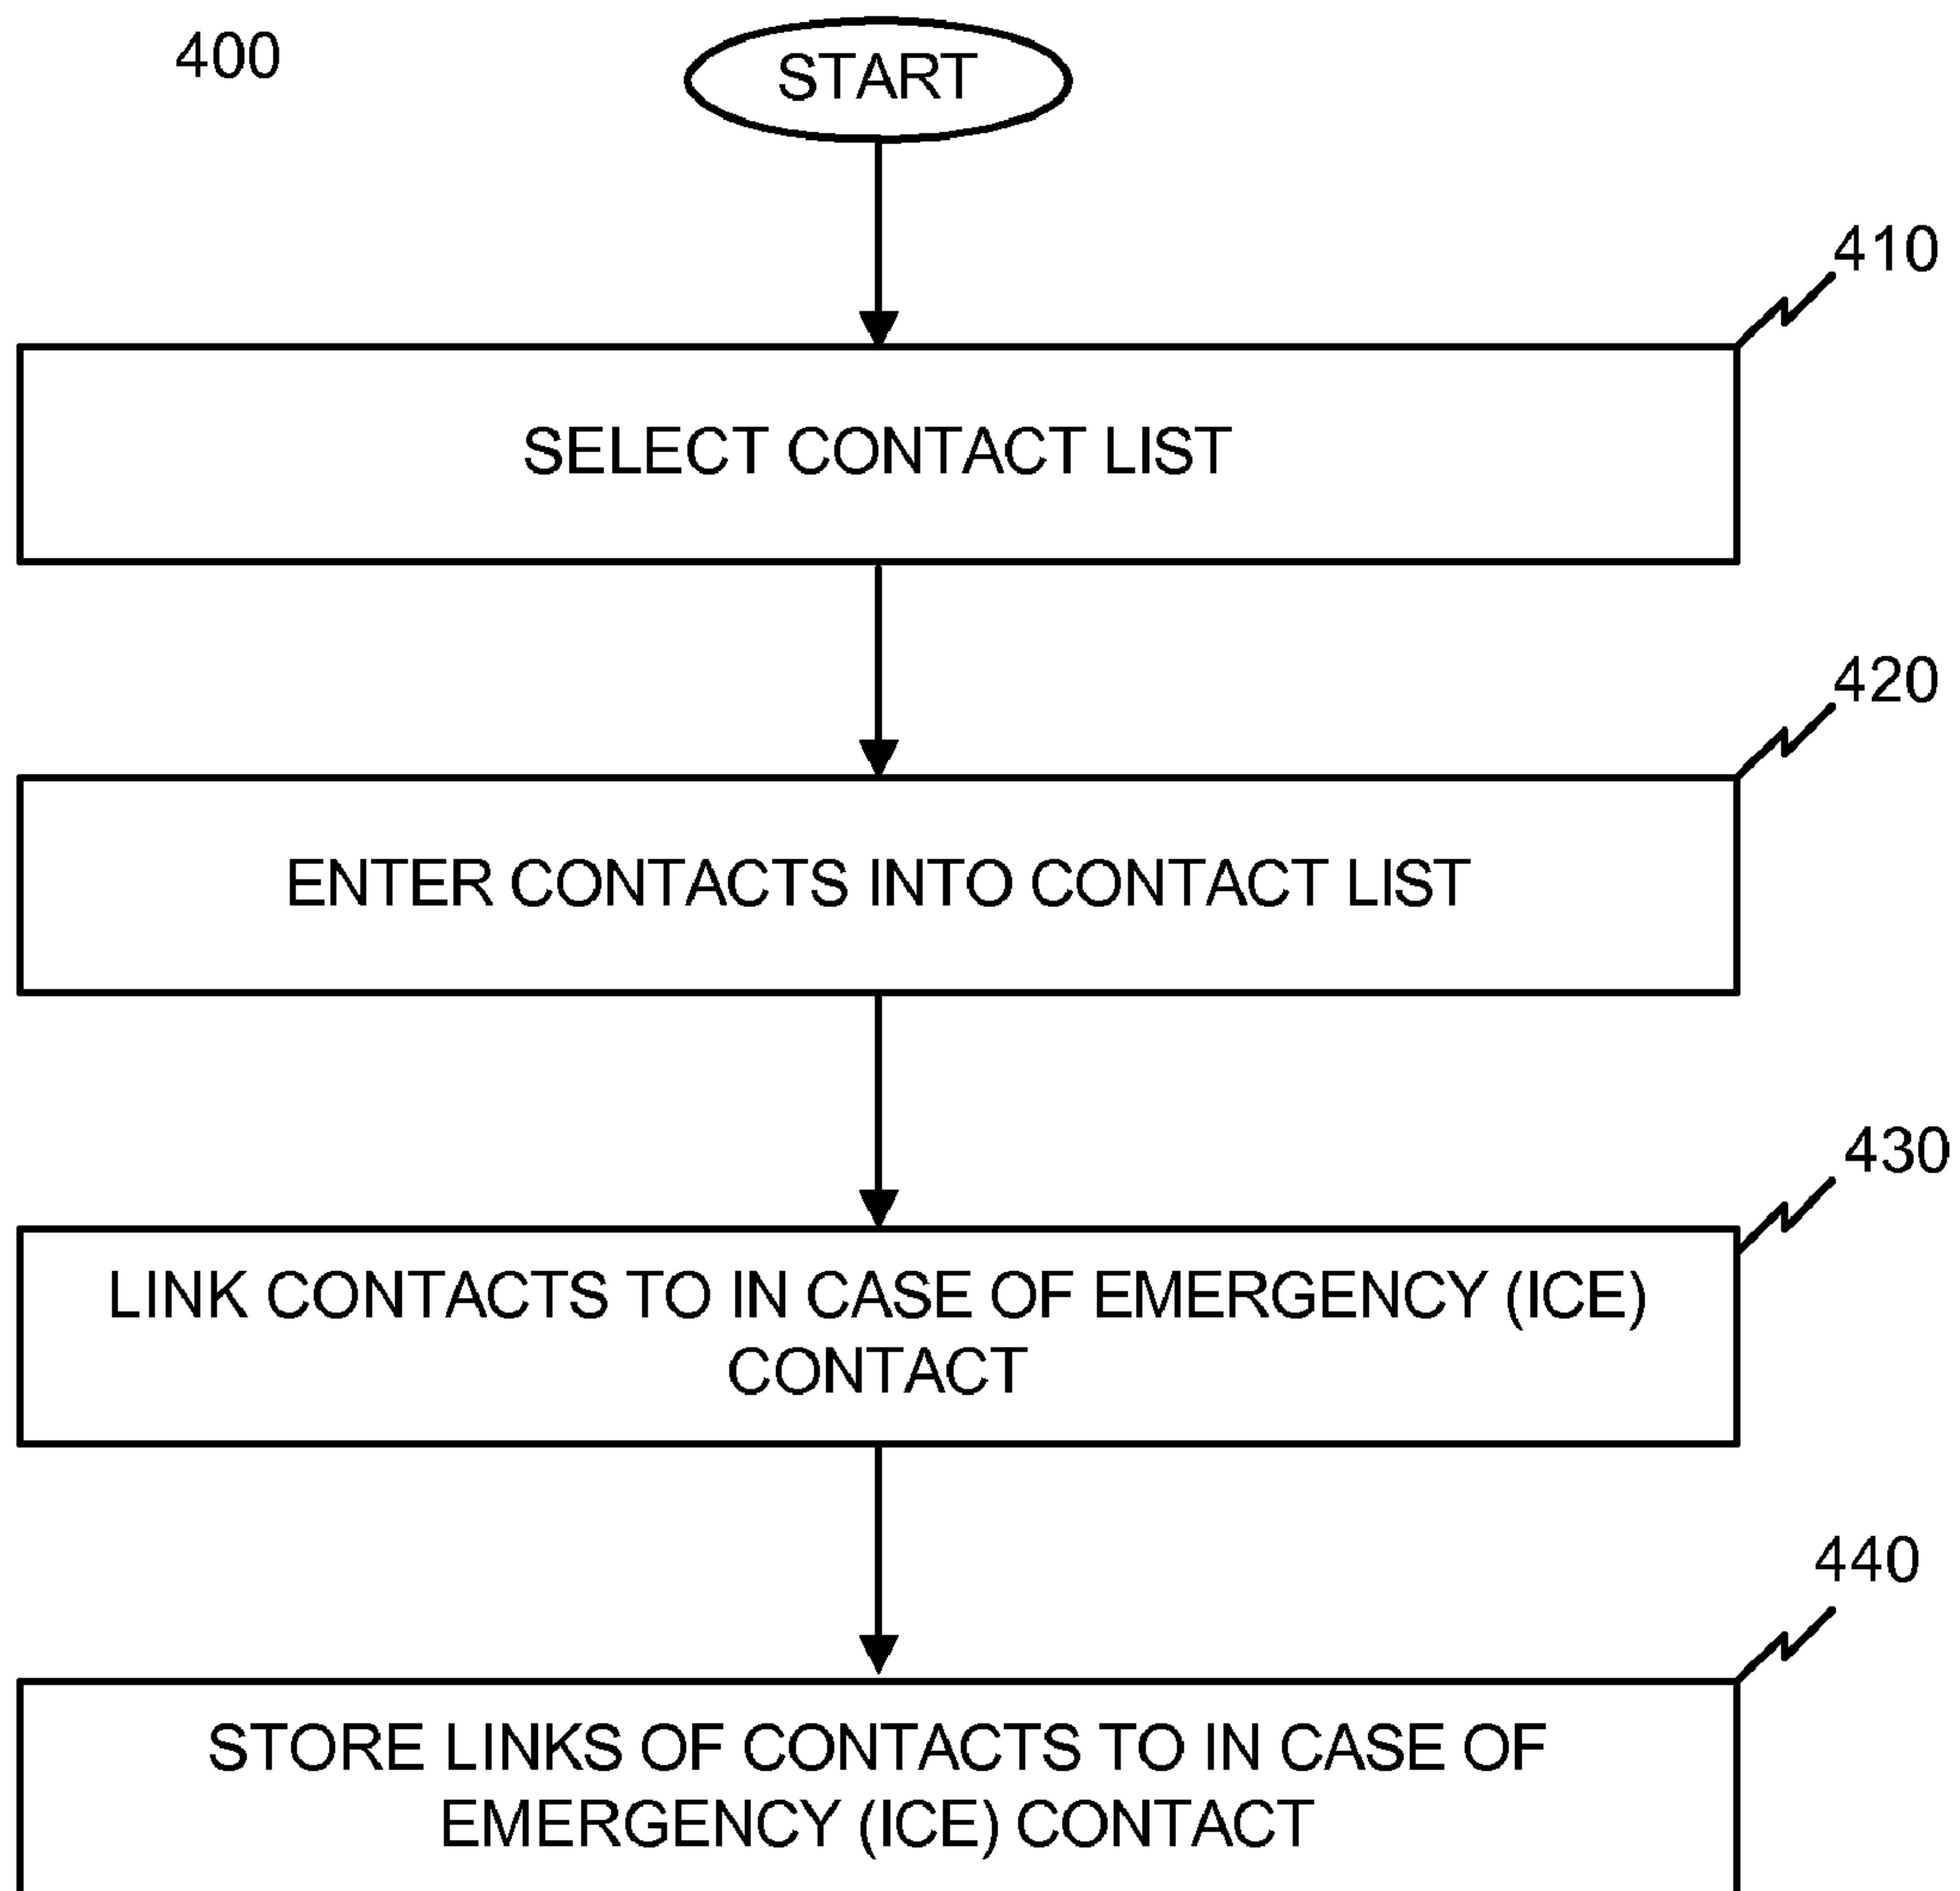 400
START
410
SELECT CONTACT LIST
420
ENTER CONTACTS INTO CONTACT LIST
430
LINK CONTACTS TO IN CASE OF EMERGENCY (ICE)
CONTACT
440
STORE LINKS OF CONTACTS TO IN CASE OF
EMERGENCY (ICE) CONTACT